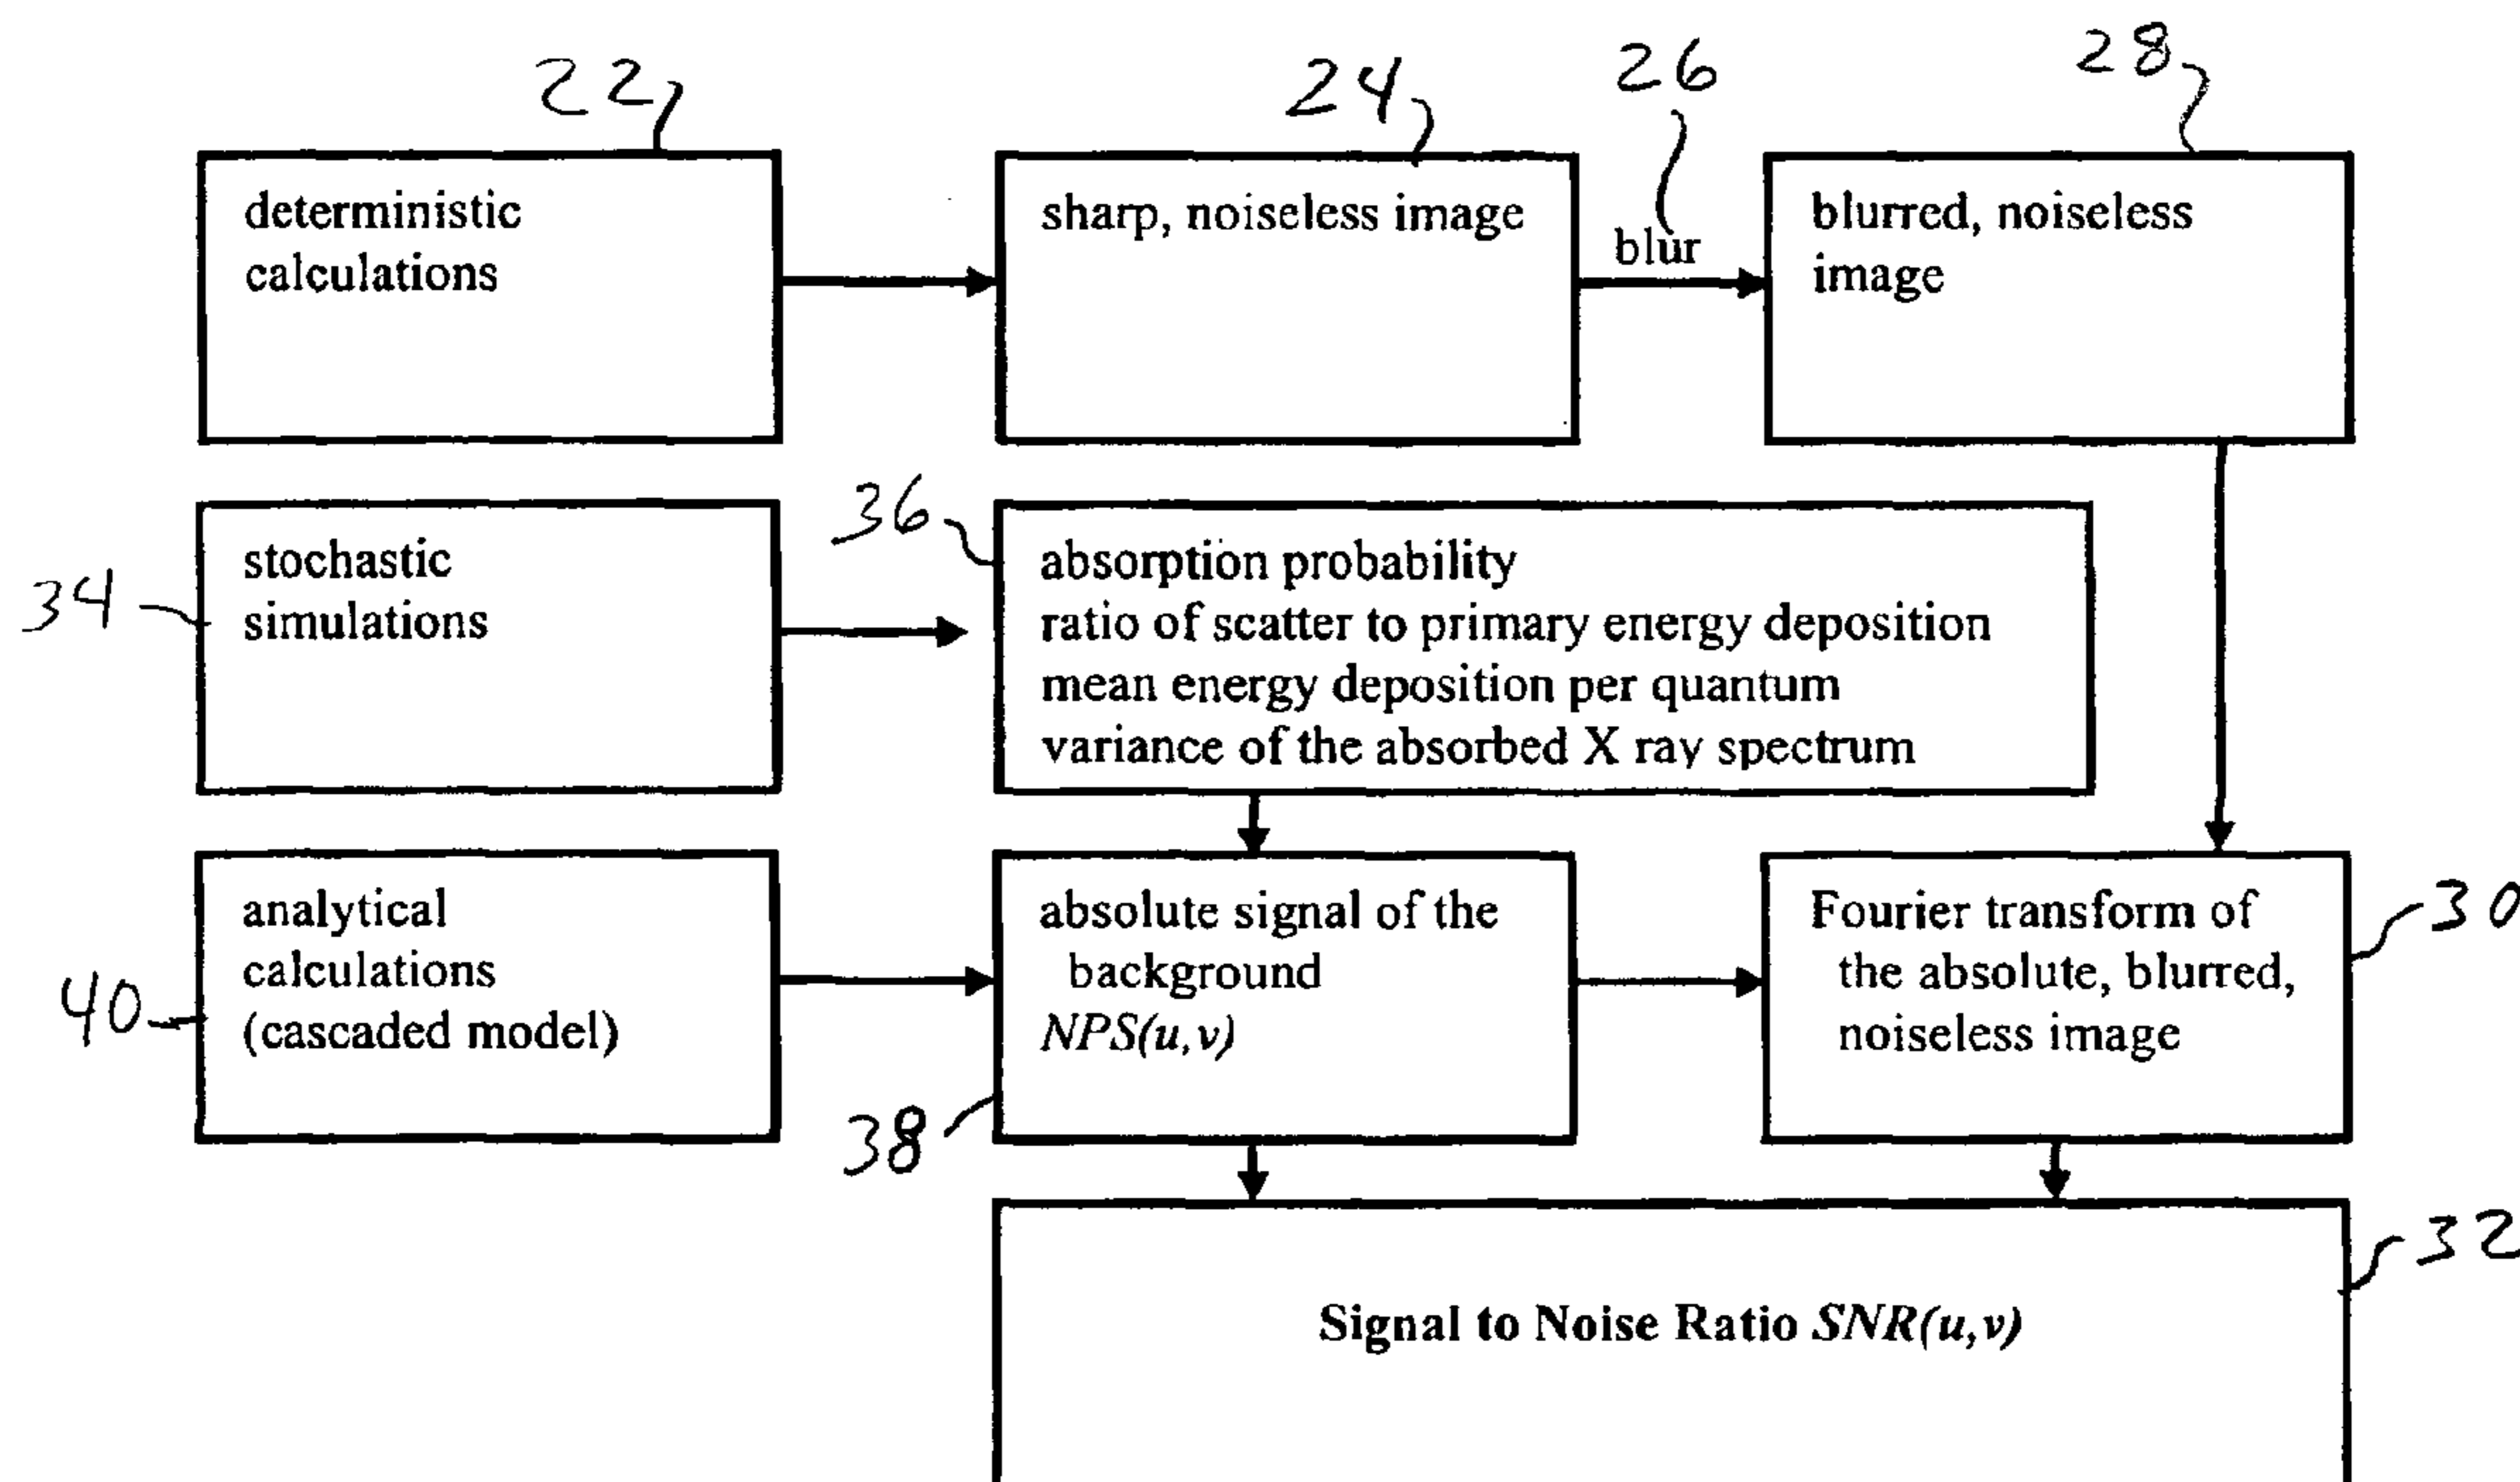 22
24
26
28
deterministic
calculations
sharp, noiseless image
blur
blurred, noiseless
image
34
stochastic
simulations
36
absorption probability
ratio of scatter to primary energy deposition
mean energy deposition per quantum
variance of the absorbed X ray spectrum
40
analytical
calculations
(cascaded model)
38
absolute signal of the
background
NPS(u,v)
Fourier transform of
the absolute, blurred,
noiseless image
30
32
Signal to Noise Ratio SNR(u,v)